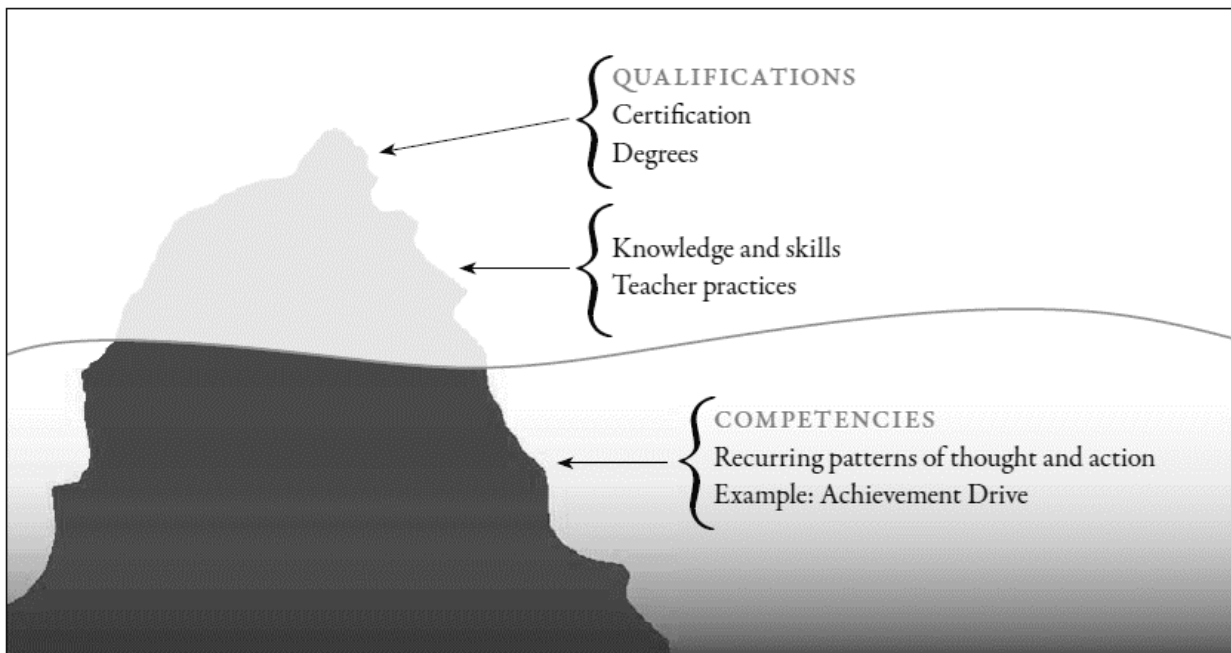 QUALIFICATIONS
Certification
Degrees
Knowledge and skills
Teacher practices
COMPETENCIES
Recurring patterns of thought and action
Example: Achievement Drive